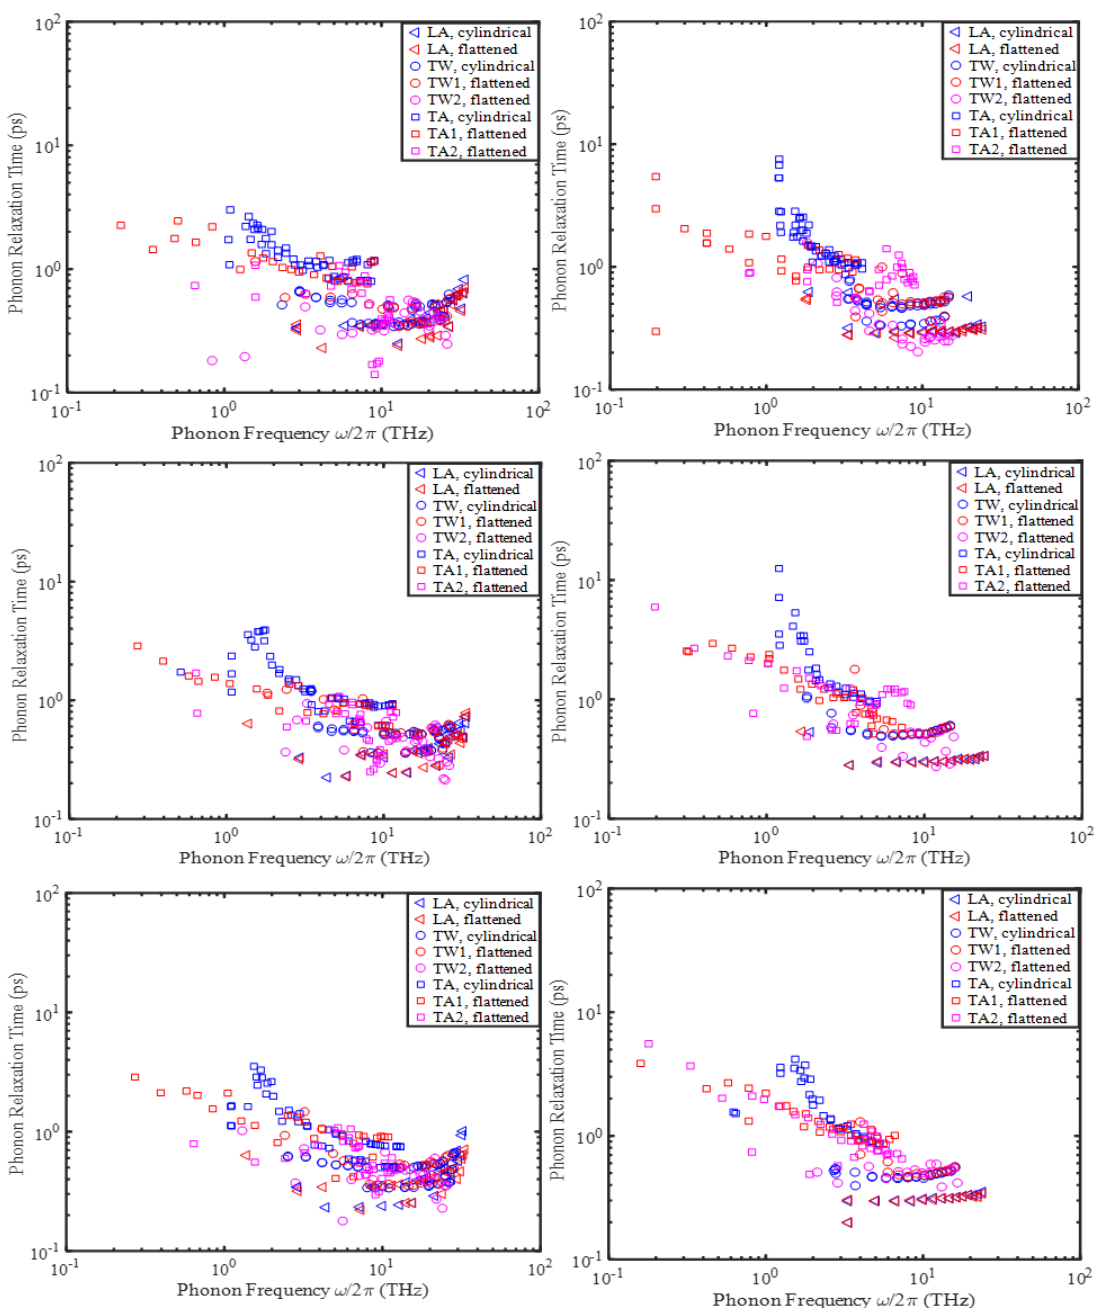 10^2
10^1
10^0
10^-1
Phonon Relaxation Time (ps)
LA, cylindrical
LA, flattened
TW, cylindrical
TW1, flattened
TW2, flattened
TA, cylindrical
TA1, flattened
TA2, flattened
10^-1 10^0 10^1 10^2
Phonon Frequency ω/2π (THz)
10^2
10^1
10^0
10^-1
Phonon Relaxation Time (ps)
LA, cylindrical
LA, flattened
TW, cylindrical
TW1, flattened
TW2, flattened
TA, cylindrical
TA1, flattened
TA2, flattened
10^-1 10^0 10^1 10^2
Phonon Frequency ω/2π (THz)
10^2
10^1
10^0
10^-1
Phonon Relaxation Time (ps)
LA, cylindrical
LA, flattened
TW, cylindrical
TW1, flattened
TW2, flattened
TA, cylindrical
TA1, flattened
TA2, flattened
10^-1 10^0 10^1 10^2
Phonon Frequency ω/2π (THz)
10^2
10^1
10^0
10^-1
Phonon Relaxation Time (ps)
LA, cylindrical
LA, flattened
TW, cylindrical
TW1, flattened
TW2, flattened
TA, cylindrical
TA1, flattened
TA2, flattened
10^-1 10^0 10^1 10^2
Phonon Frequency ω/2π (THz)
10^2
10^1
10^0
10^-1
Phonon Relaxation Time (ps)
LA, cylindrical
LA, flattened
TW, cylindrical
TW1, flattened
TW2, flattened
TA, cylindrical
TA1, flattened
TA2, flattened
10^-1 10^0 10^1 10^2
Phonon Frequency ω/2π (THz)
10^2
10^1
10^0
10^-1
Phonon Relaxation Time (ps)
LA, cylindrical
LA, flattened
TW, cylindrical
TW1, flattened
TW2, flattened
TA, cylindrical
TA1, flattened
TA2, flattened
10^-1 10^0 10^1 10^2
Phonon Frequency ω/2π (THz)